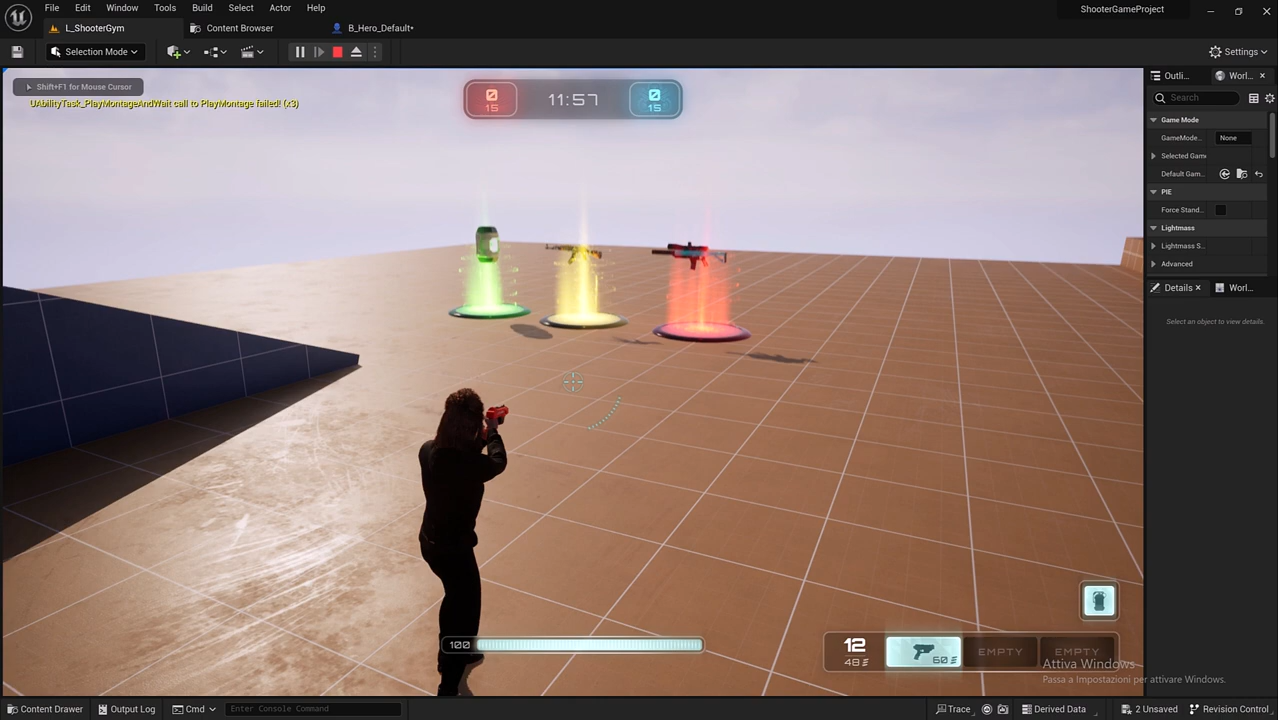 File Edit Window Tools Build Select Actor Help
ShooterGameProject
L_ShooterGym Content Browser B_Hero_Default*
Selection Mode Settings
Shift+F1 for Mouse Cursor
UAbilityTask_PlayMontageAndWait call to PlayMontage failed! (x3)
0 11:57 0
15 15
Outli... Worl...
Search
Game Mode
GameMode... None
Selected Gam
Default Gam...
PIE
Force Stand...
Lightmass
Lightmass S...
Advanced
Details Worl...
Select an object to view details.
100
12 60 EMPTY EMPTY
48
Attiva Windows
Passa a Impostazioni per attivare Windows.
Content Drawer Output Log Cmd Enter Console Command Trace Derived Data 2 Unsaved Revision Control